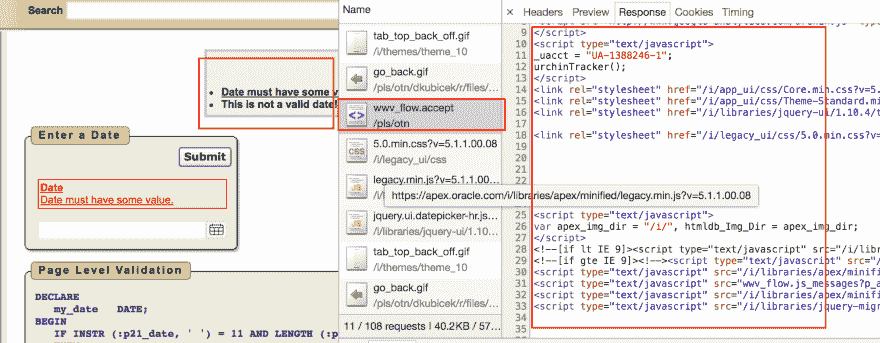 Search
Date must have some v
This is not a valid date!
Enter a Date
Submit
Date
Date must have some value.
Page Level Validation
DECLARE
my_date DATE;
BEGIN
IF INSTR (:p21_date, ' ') = 11 AND LENGTH (:p
Name
tab_top_back_off.gif
/i/themes/theme_10
go_back.gif
/pls/otn/dkubicek/r/files/...
wwv_flow.accept
/pls/otn
5.0.min.css?v=5.1.1.00.08
/i/legacy_ui/css
legacy.min.js?v=5.1.1.00.08
https://apex.oracle.com/i/libraries/apex/minified/legacy.min.js?v=5.1.1.00.08
jquery.ui.datepicker-hr.js...
/i/libraries/jquery-ui/1.10...
tab_top_back_off.gif
/i/themes/theme_10
go_back.gif
/pls/otn/dkubicek/r/files/...
11 / 108 requests | 40.2KB / 57...
× Headers Preview Response Cookies Timing
9 </script>
10 <script type="text/javascript">
11 _uacct = "UA-1388246-1";
12 urchinTracker();
13 </script>
14 <link rel="stylesheet" href="/i/app_ui/css/Core.min.css?v=5.
15 <link rel="stylesheet" href="/i/app_ui/css/Theme-Standard.mi
16 <link rel="stylesheet" href="/i/libraries/jquery-ui/1.10.4/t
17
18 <link rel="stylesheet" href="/i/legacy_ui/css/5.0.min.css?v=
19
20
21
22
25 <script type="text/javascript">
26 var apex_img_dir = "/i/", htmldb_Img_Dir = apex_img_dir;
27 </script>
28 <!--[if lt IE 9]><script type="text/javascript" src="/i/libr
29 <!--[if gte IE 9]><!--><script type="text/javascript" src="/
30 <script type="text/javascript" src="/i/libraries/apex/minifi
31 <script type="text/javascript" src="wwv_flow.js_messages?p_a
32 <script type="text/javascript" src="/i/libraries/apex/minifi
33 <script type="text/javascript" src="/i/libraries/jquery-migr
34
35